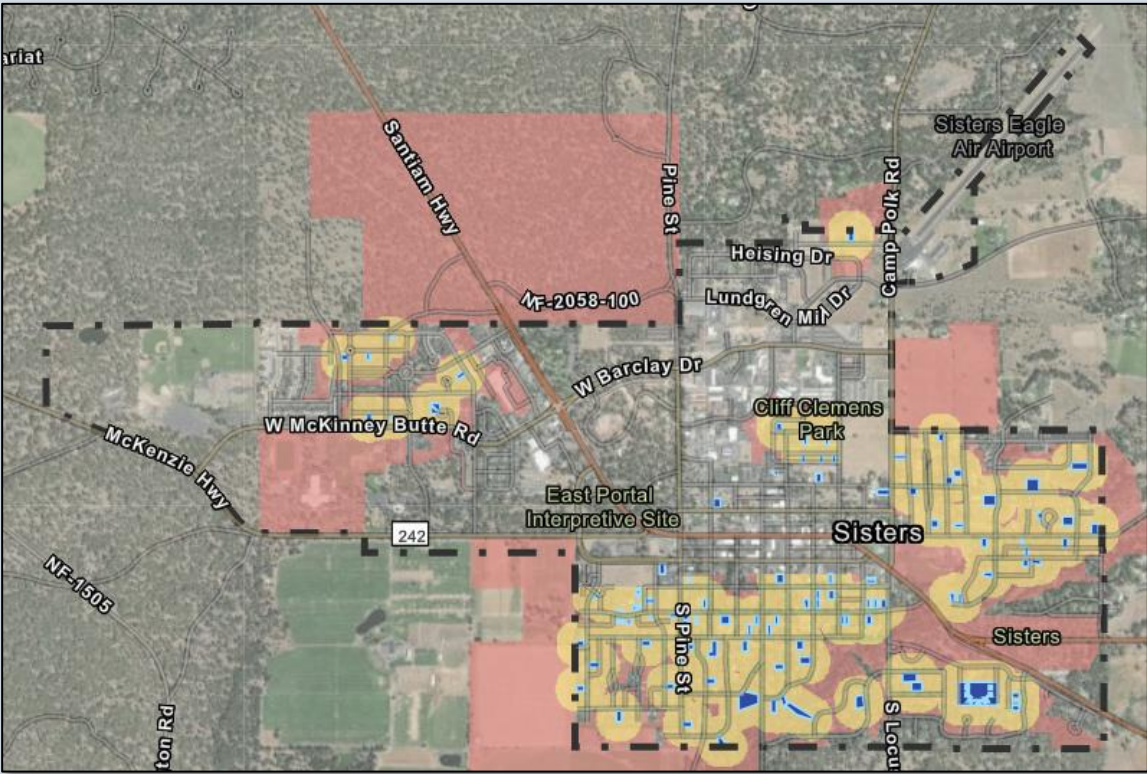 ariat
Santiam Hwy
Pine St
Camp Polk Rd
Sisters Eagle
Air Airport
Heising Dr
NF-2058-100
Lundgren Mill Dr
W Barclay Dr
W McKinney Butte Rd
McKenzie Hwy
Cliff Clemens
Park
East Portal
Interpretive Site
Sisters
242
NF-1505
S Pine St
Sisters
ton Rd
S Locus